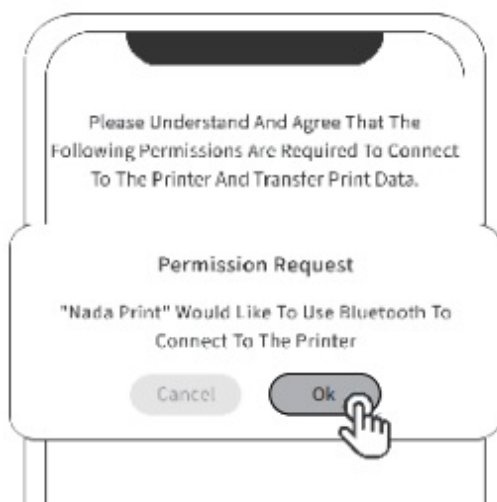 Please Understand And Agree That The
Following Permissions Are Required To Connect
To The Printer And Transfer Print Data.
Permission Request
"Nada Print" Would Like To Use Bluetooth To
Connect To The Printer
Cancel
Ok